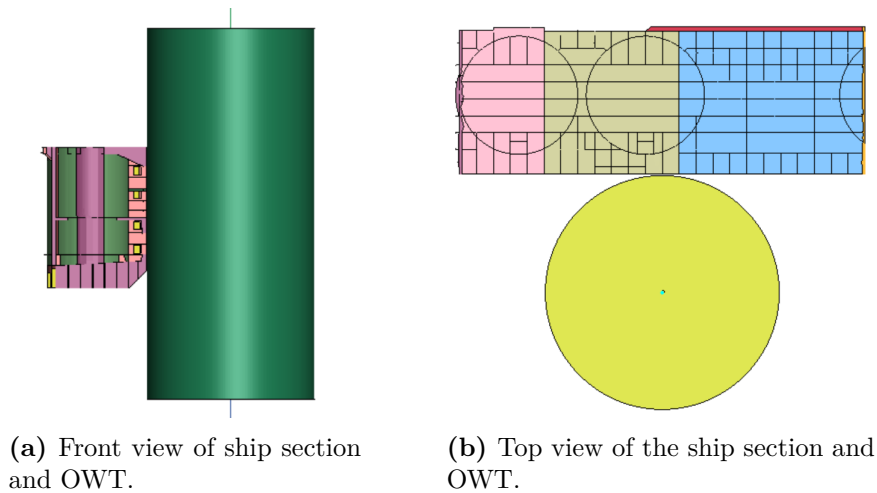 (a) Front view of ship section
and OWT.
(b) Top view of the ship section and
OWT.